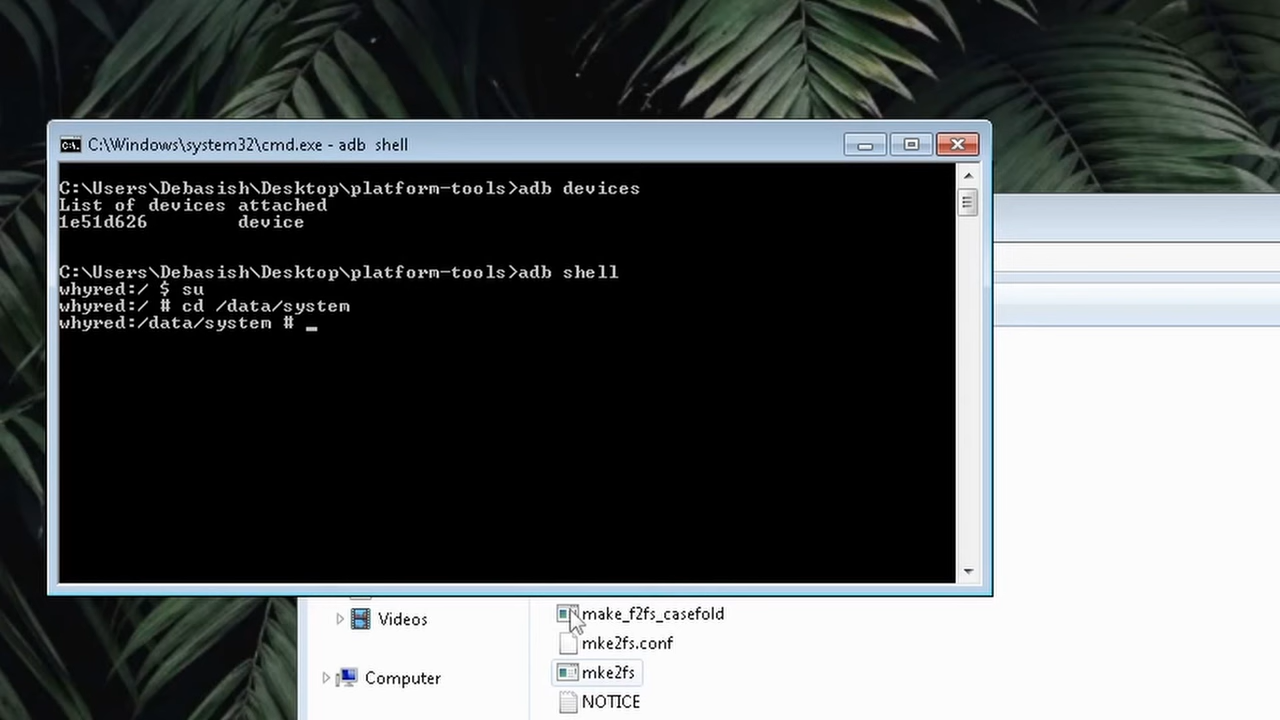 C:\Windows\system32\cmd.exe - adb shell
C:\Users\Debasish\Desktop\platform-tools>adb devices
List of devices attached
1e51d626 device
C:\Users\Debasish\Desktop\platform-tools>adb shell
whyred:/ $ su
whyred:/ # cd /data/system
whyred:/data/system # _
Videos
Computer
make_f2fs_casefold
mke2fs.conf
mke2fs
NOTICE